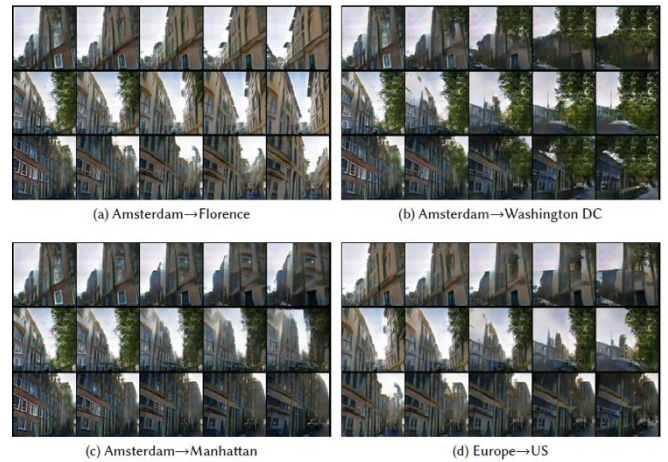 (a) Amsterdam→Florence
(b) Amsterdam→Washington DC
(c) Amsterdam→Manhattan
(d) Europe→US